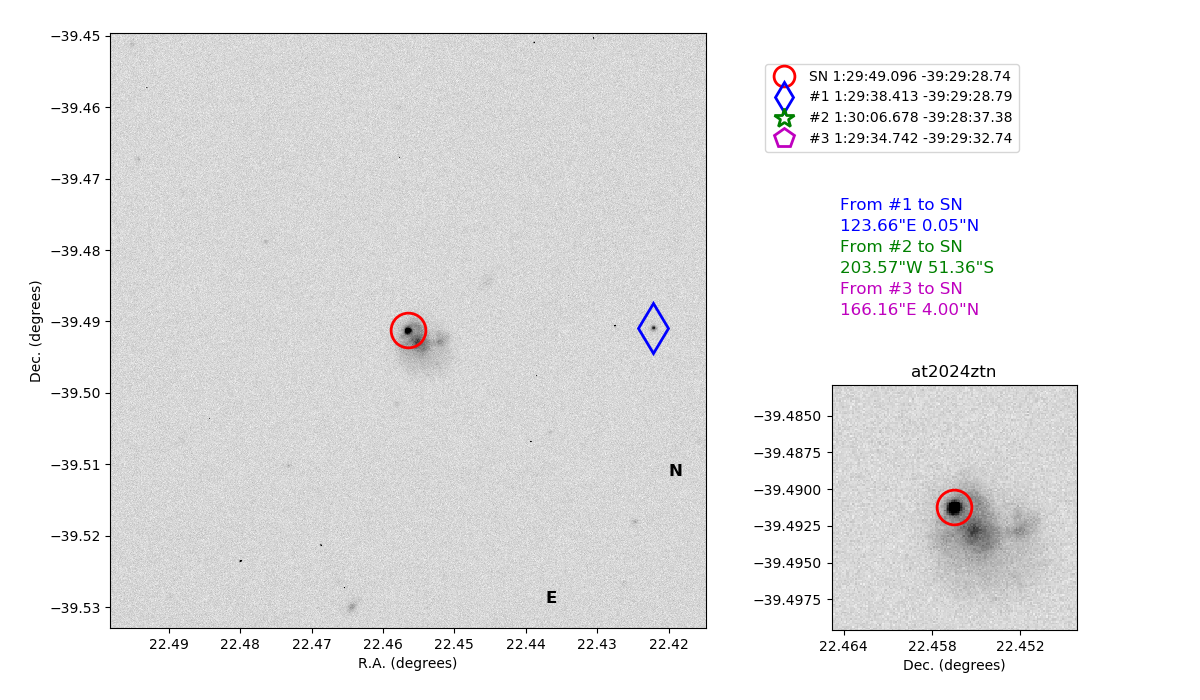 −39.45
−39.46
−39.47
−39.48
−39.49
−39.50
−39.51
−39.52
−39.53
Dec. (degrees)
N
E
22.49 22.48 22.47 22.46 22.45 22.44 22.43 22.42
R.A. (degrees)
SN 1:29:49.096 -39:29:28.74
#1 1:29:38.413 -39:29:28.79
#2 1:30:06.678 -39:28:37.38
#3 1:29:34.742 -39:29:32.74
From #1 to SN
123.66"E 0.05"N
From #2 to SN
203.57"W 51.36"S
From #3 to SN
166.16"E 4.00"N
at2024ztn
−39.4850
−39.4875
−39.4900
−39.4925
−39.4950
−39.4975
22.464 22.458 22.452
Dec. (degrees)